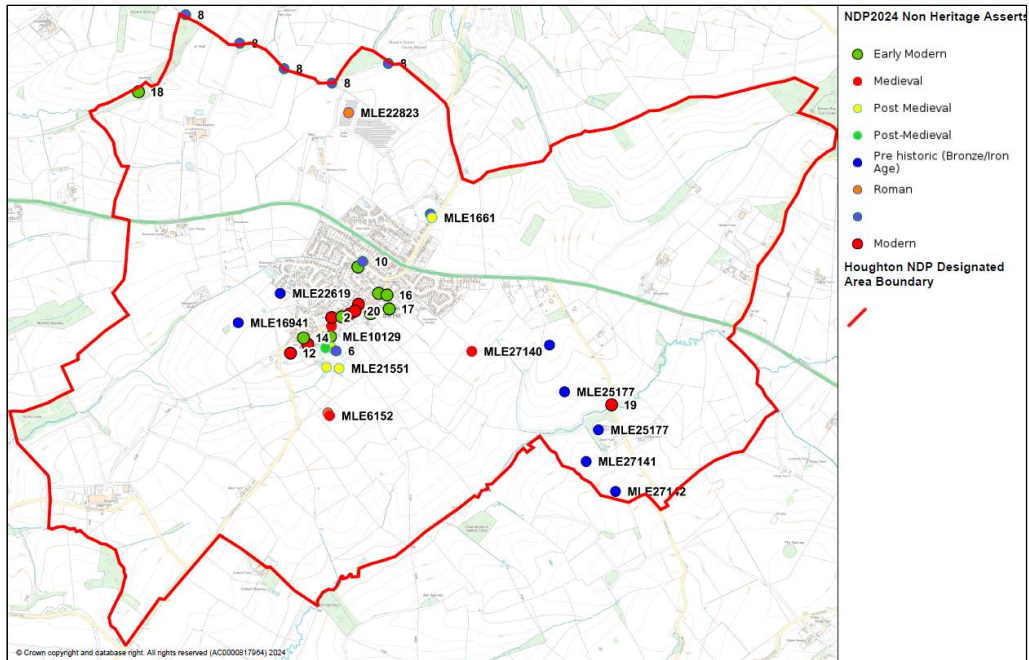 8
8
8
8
8
18
MLE22823
MLE1661
10
MLE22619
16
17
MLE16941
2
20
MLE10129
14
6
12
MLE27140
MLE21551
MLE25177
19
MLE6152
MLE25177
MLE27141
MLE27142
© Crown copyright and database right. All rights reserved (AC0000817964) 2024
NDP2024 Non Heritage Asserts
Early Modern
Medieval
Post Medieval
Post-Medieval
Pre historic (Bronze/Iron
Age)
Roman
Modern
Houghton NDP Designated
Area Boundary